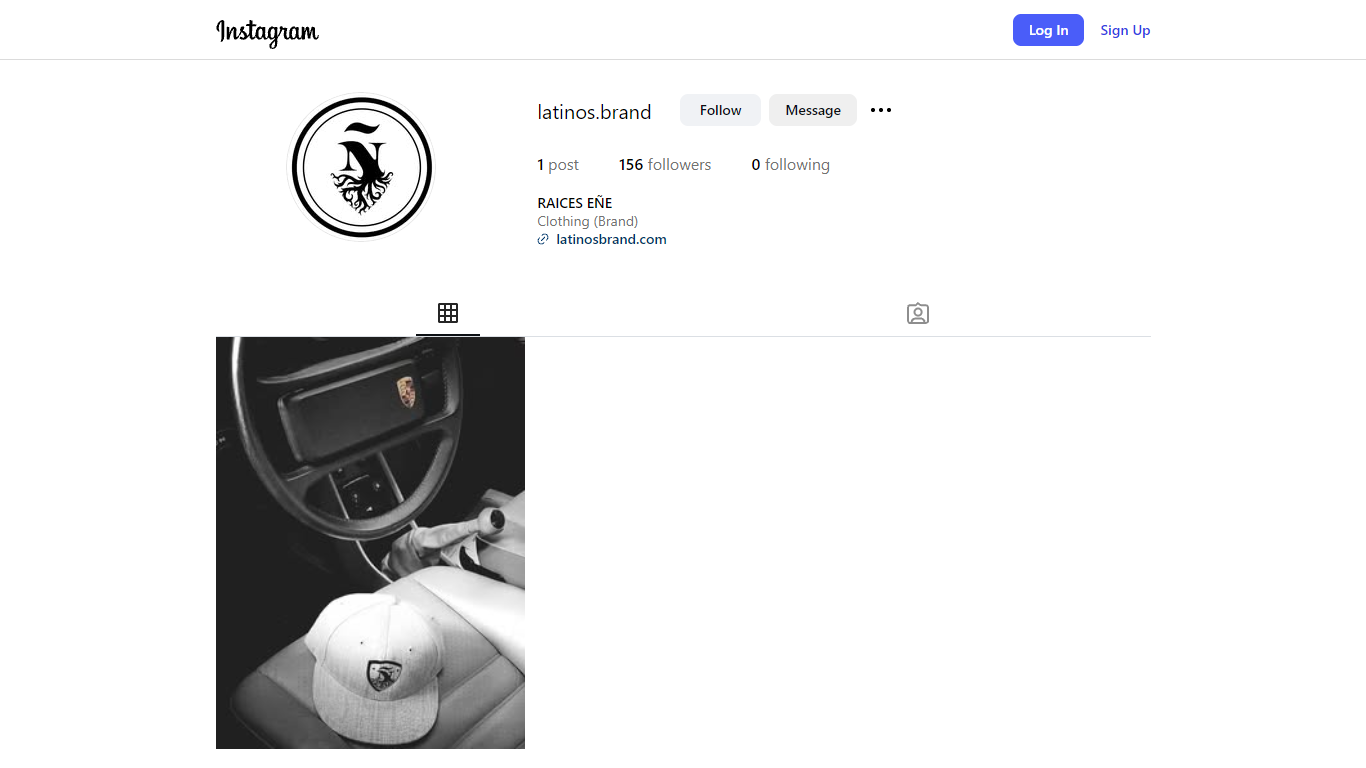 Instagram
Log In
Sign Up
Ñ
latinos.brand
Follow
Message
1 post
156 followers
0 following
RAICES EÑE
Clothing (Brand)
latinosbrand.com